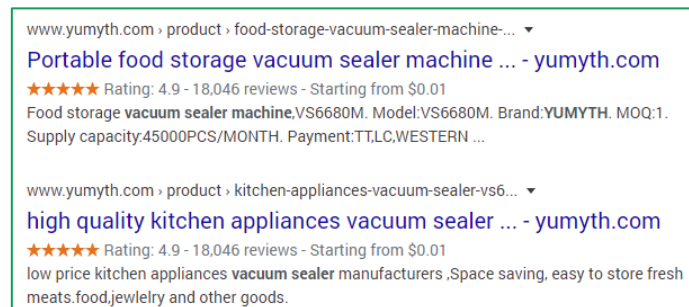 www.yumyth.com › product › food-storage-vacuum-sealer-machine-...
Portable food storage vacuum sealer machine ... - yumyth.com
Rating: 4.9 - 18,046 reviews - Starting from $0.01
Food storage vacuum sealer machine,VS6680M. Model:VS6680M. Brand:YUMYTH. MOQ:1.
Supply capacity:45000PCS/MONTH. Payment:TT,LC,WESTERN ...
www.yumyth.com › product › kitchen-appliances-vacuum-sealer-vs6...
high quality kitchen appliances vacuum sealer ... - yumyth.com
Rating: 4.9 - 18,046 reviews - Starting from $0.01
low price kitchen appliances vacuum sealer manufacturers ,Space saving, easy to store fresh
meats.food,jewlelry and other goods.